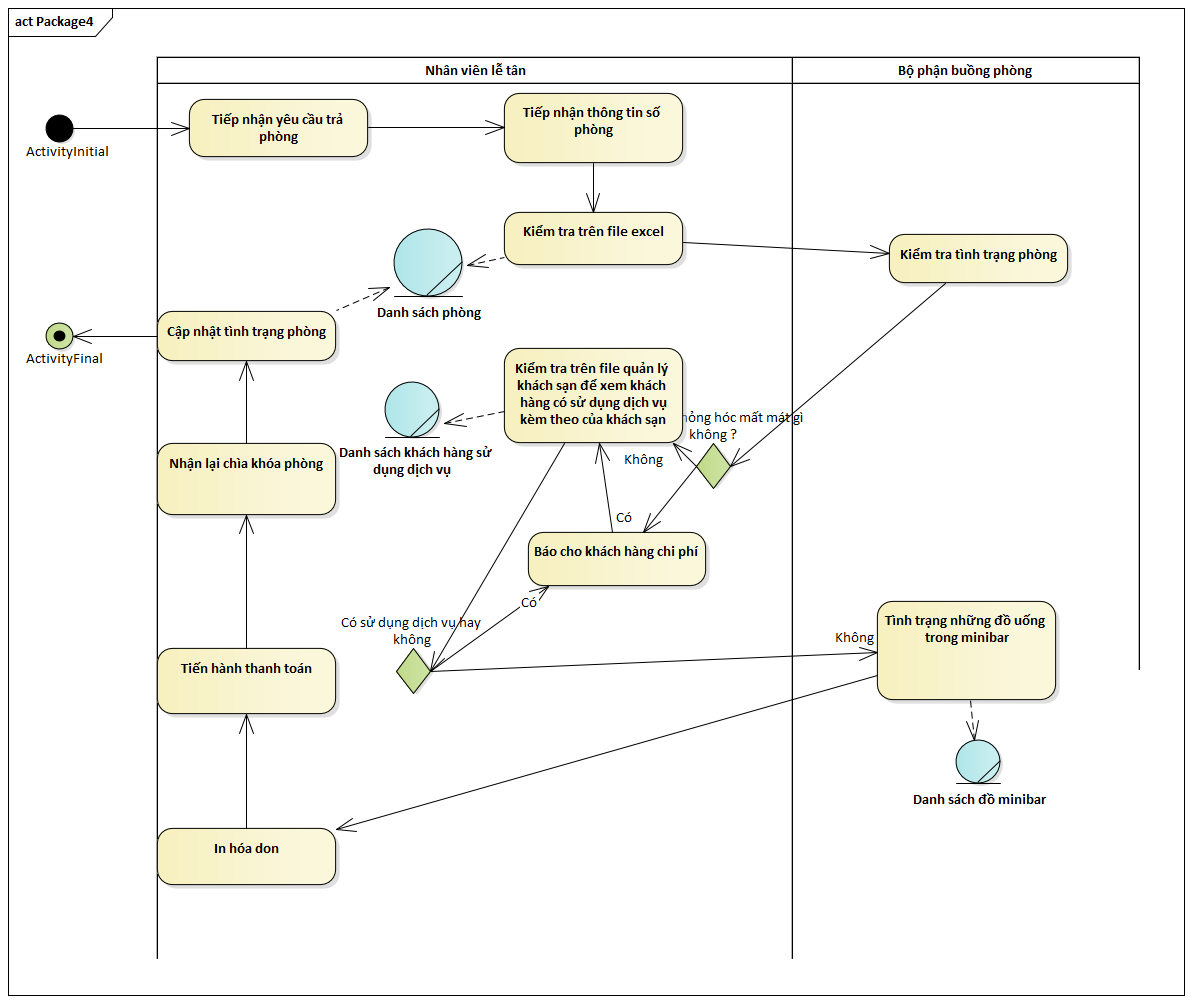 act Package4
Nhân viên lễ tân
Bộ phận buồng phòng
ActivityInitial
Tiếp nhận yêu cầu trả
phòng
Tiếp nhận thông tin số
phòng
Kiểm tra trên file excel
Kiểm tra tình trạng phòng
Danh sách phòng
Cập nhật tình trạng phòng
ActivityFinal
Kiểm tra trên file quản lý
khách sạn để xem khách
hàng có sử dụng dịch vụ
kèm theo của khách sạn
hóc mất mát gì
không ?
Danh sách khách hàng sử
dụng dịch vụ
Không
Nhận lại chìa khóa phòng
Có
Báo cho khách hàng chi phí
Có
Có sử dụng dịch vụ hay
không
Không
Tình trạng những đồ uống
trong minibar
Tiến hành thanh toán
Danh sách đồ minibar
In hóa don